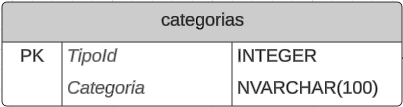 categorias
PK TipoId INTEGER
Categoria NVARCHAR(100)